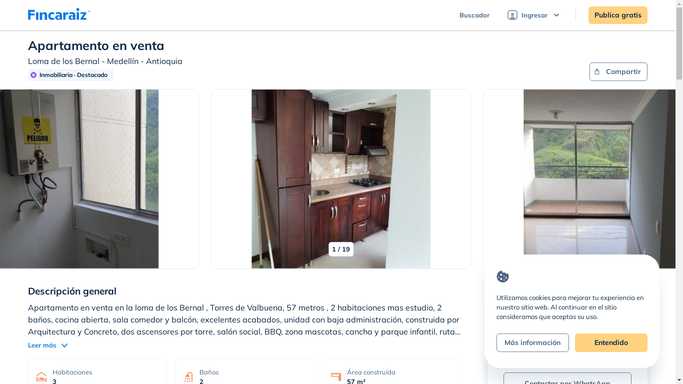 Fincaraiz
Buscador
Ingresar
Publica gratis
Apartamento en venta
Loma de los Bernal - Medellín - Antioquia
Inmobiliaria · Destacado
Compartir
PELIGRO
1 / 19
Descripción general
Apartamento en venta en la loma de los Bernal , Torres de Valbuena, 57 metros , 2 habitaciones mas estudio, 2
baños, cocina abierta, sala comedor y balcón, excelentes acabados, unidad con baja administración, construida por
Arquitectura y Concreto, dos ascensores por torre, salón social, BBQ, zona mascotas, cancha y parque infantil, ruta...
Leer más
Habitaciones
3
Baños
2
Área construida
57 m²
Utilizamos cookies para mejorar tu experiencia en
nuestro sitio web. Al continuar en el sitio
consideramos que aceptas su uso.
Más información
Entendido
Contactar por WhatsApp